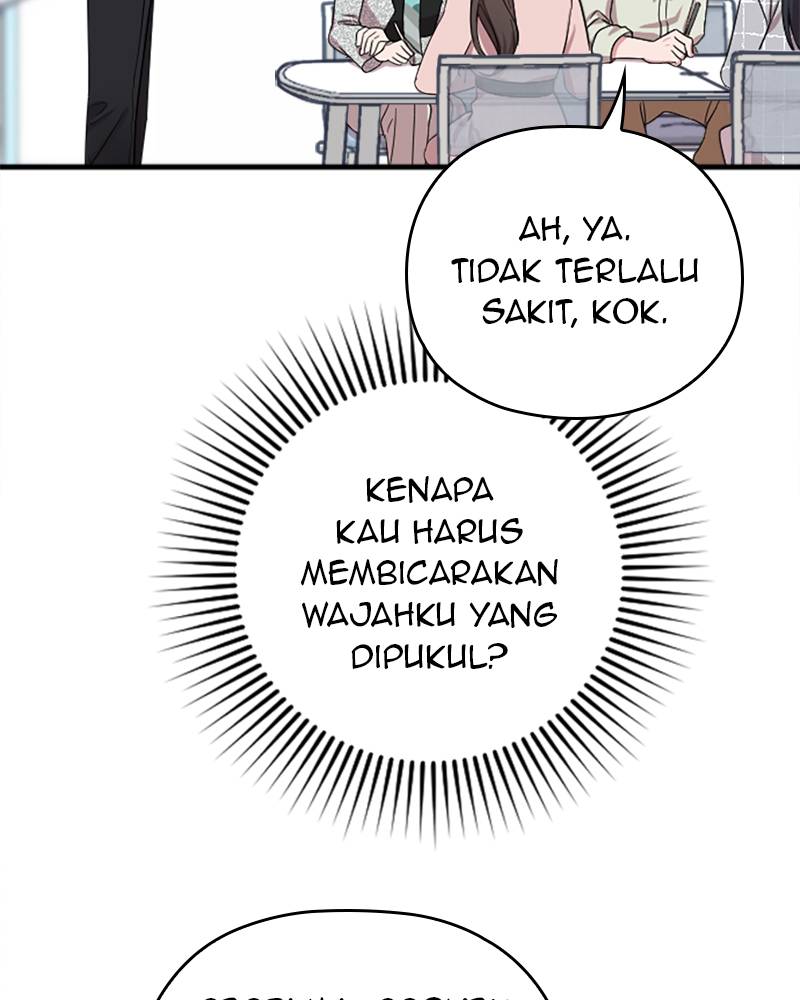 AH, YA.
TIDAK TERLALU
SAKIT, KOK.
KENAPA
KAU HARUS
MEMBICARAKAN
WAJAHKU YANG
DIPUKUL?